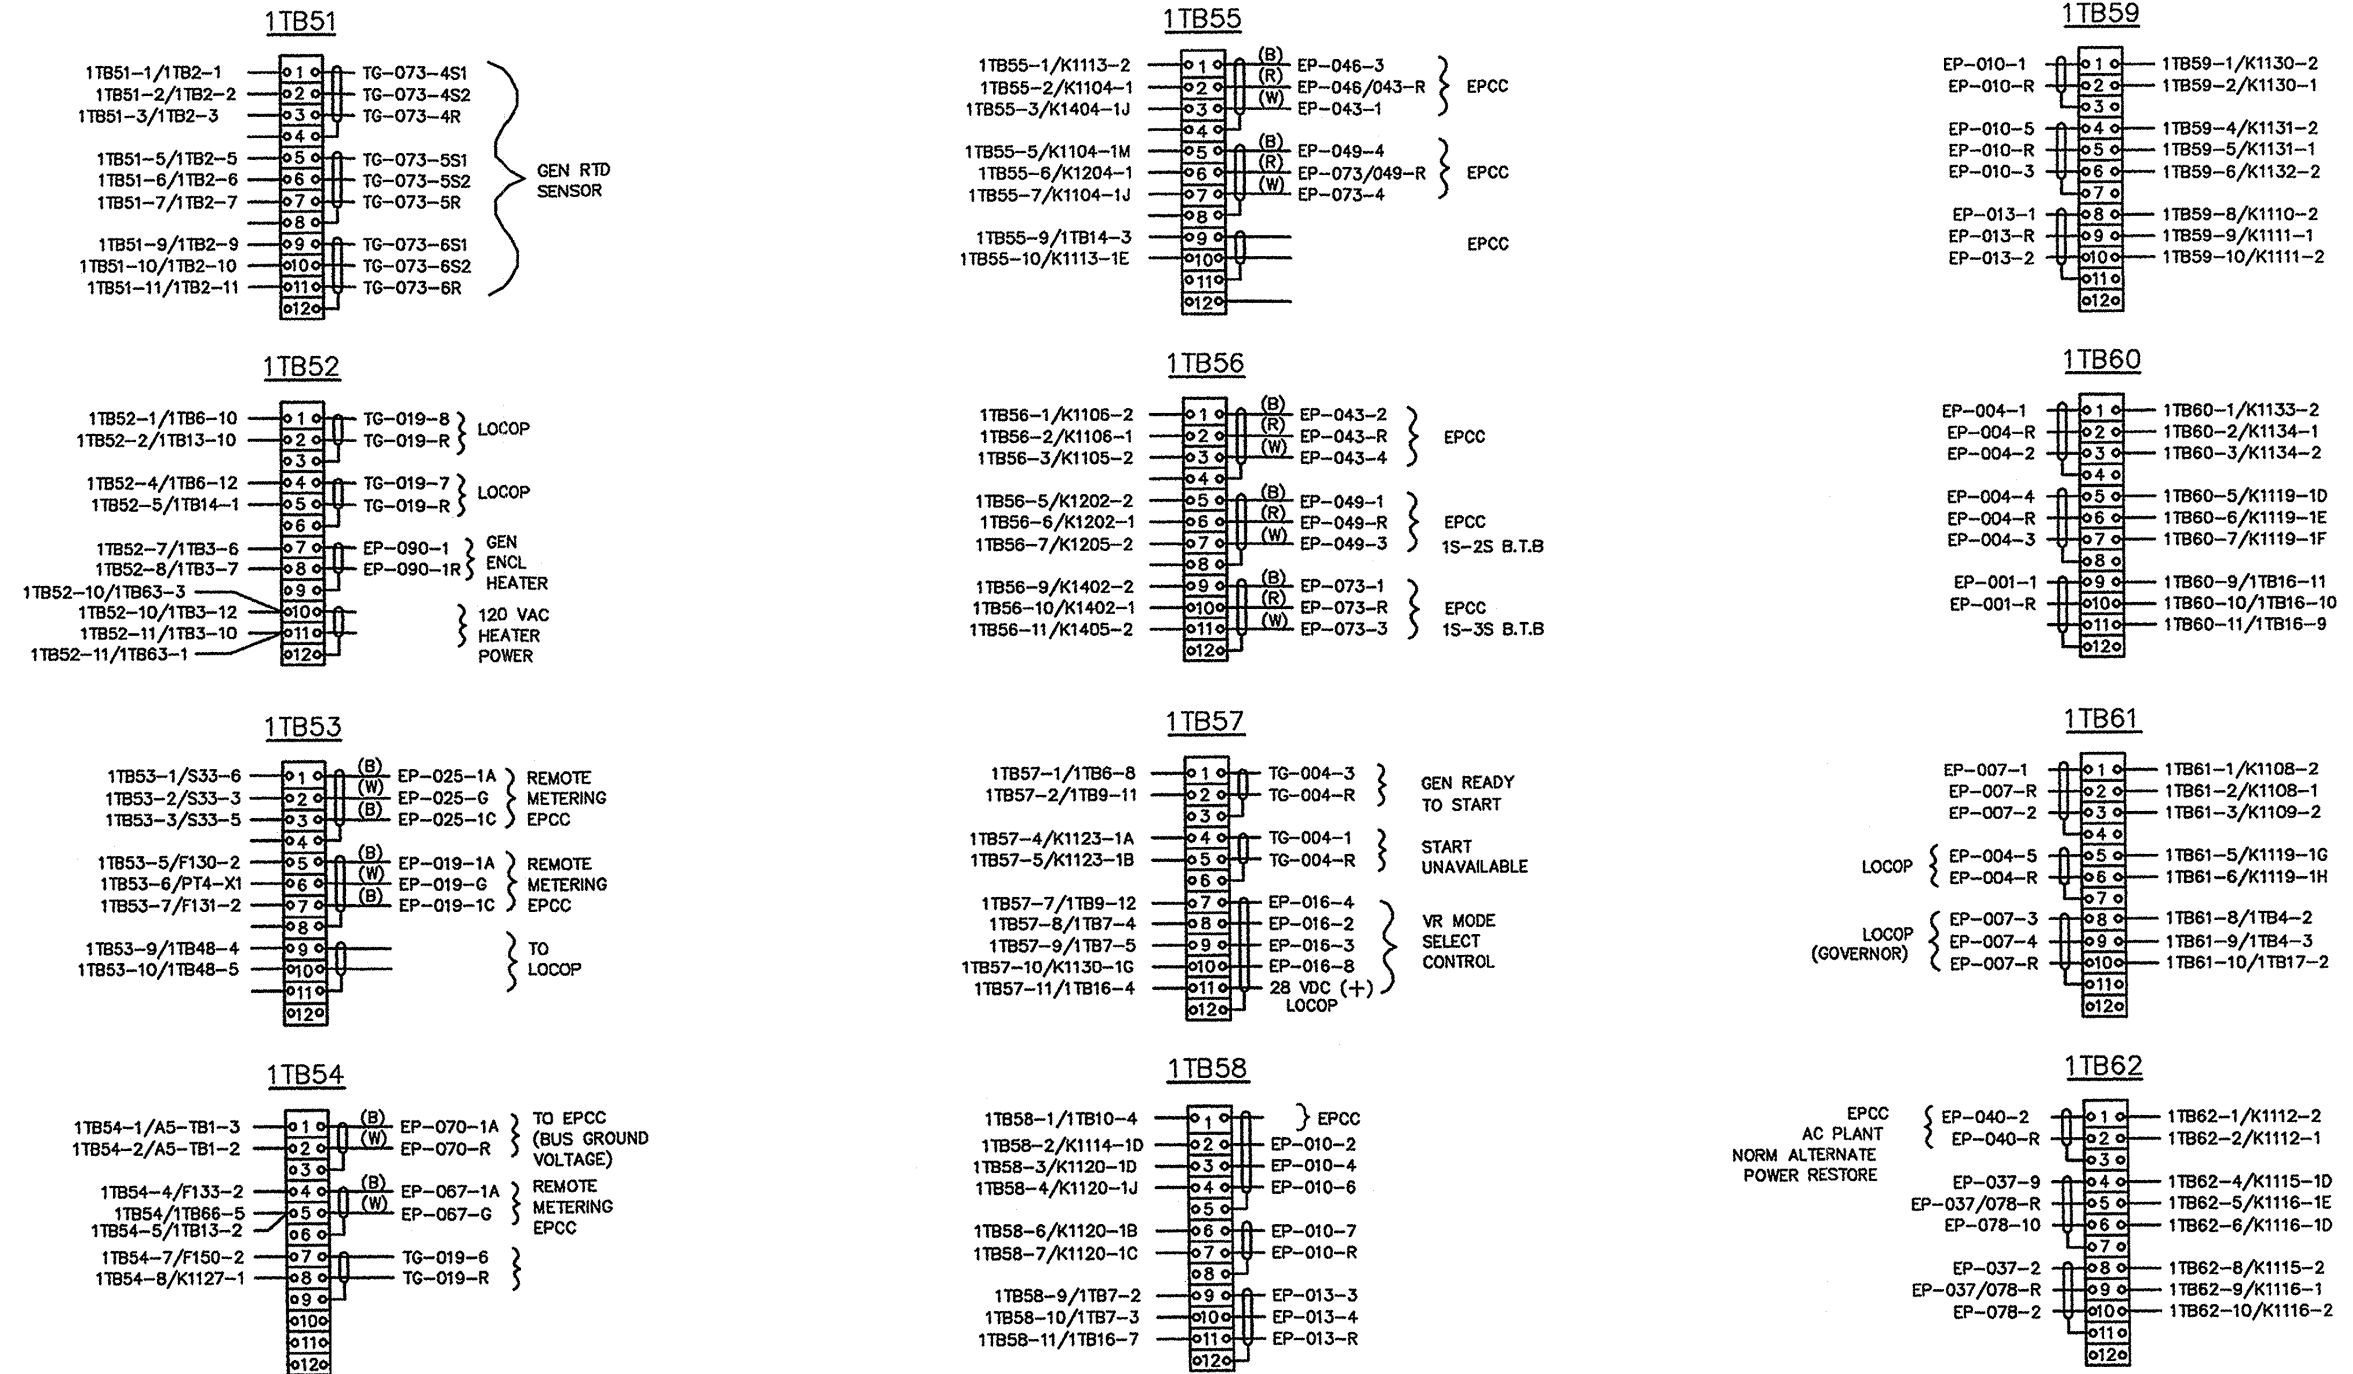 1TB51
1TB51-1/1TB2-1 1 TG-073-4S1
1TB51-2/1TB2-2 2 TG-073-4S2
1TB51-3/1TB2-3 3 TG-073-4R
4
1TB51-5/1TB2-5 5 TG-073-5S1
1TB51-6/1TB2-6 6 TG-073-5S2
1TB51-7/1TB2-7 7 TG-073-5R
8
1TB51-9/1TB2-9 9 TG-073-6S1
1TB51-10/1TB2-10 10 TG-073-6S2
1TB51-11/1TB2-11 11 TG-073-6R
12
GEN RTD
SENSOR
1TB52
1TB52-1/1TB6-10 1 TG-019-8
1TB52-2/1TB13-10 2 TG-019-R
LOCOP
3
1TB52-4/1TB6-12 4 TG-019-7
1TB52-5/1TB14-1 5 TG-019-R
LOCOP
6
1TB52-7/1TB3-6 7 EP-090-1
1TB52-8/1TB3-7 8 EP-090-1R
GEN
ENCL
HEATER
9
1TB52-10/1TB63-3
1TB52-10/1TB3-12 10
1TB52-11/1TB3-10 11
1TB52-11/1TB63-1
12
120 VAC
HEATER
POWER
1TB53
1TB53-1/S33-6 1 (B) EP-025-1A
1TB53-2/S33-3 2 (W) EP-025-G
1TB53-3/S33-5 3 (B) EP-025-1C
REMOTE
METERING
EPCC
4
1TB53-5/F130-2 5 (B) EP-019-1A
1TB53-6/PT4-X1 6 (W) EP-019-G
1TB53-7/F131-2 7 (B) EP-019-1C
REMOTE
METERING
EPCC
8
1TB53-9/1TB48-4 9
1TB53-10/1TB48-5 10
11
12
TO
LOCOP
1TB54
1TB54-1/A5-TB1-3 1 (B) EP-070-1A
1TB54-2/A5-TB1-2 2 (W) EP-070-R
TO EPCC
(BUS GROUND
VOLTAGE)
3
1TB54-4/F133-2 4 (B) EP-067-1A
1TB54/1TB66-5 5 (W) EP-067-G
1TB54-5/1TB13-2
REMOTE
METERING
EPCC
6
1TB54-7/F150-2 7 TG-019-6
1TB54-8/K1127-1 8 TG-019-R
9
10
11
12
1TB55
1TB55-1/K1113-2 1 (B) EP-046-3
1TB55-2/K1104-1 2 (R) EP-046/043-R
1TB55-3/K1404-1J 3 (W) EP-043-1
EPCC
4
1TB55-5/K1104-1M 5 (B) EP-049-4
1TB55-6/K1204-1 6 (R) EP-073/049-R
1TB55-7/K1104-1J 7 (W) EP-073-4
EPCC
8
1TB55-9/1TB14-3 9
1TB55-10/K1113-1E 10
EPCC
11
12
1TB56
1TB56-1/K1106-2 1 (B) EP-043-2
1TB56-2/K1106-1 2 (R) EP-043-R
1TB56-3/K1105-2 3 (W) EP-043-4
EPCC
4
1TB56-5/K1202-2 5 (B) EP-049-1
1TB56-6/K1202-1 6 (R) EP-049-R
1TB56-7/K1205-2 7 (W) EP-049-3
EPCC
1S-2S B.T.B
8
1TB56-9/K1402-2 9 (B) EP-073-1
1TB56-10/K1402-1 10 (R) EP-073-R
1TB56-11/K1405-2 11 (W) EP-073-3
EPCC
1S-3S B.T.B
12
1TB57
1TB57-1/1TB6-8 1 TG-004-3
1TB57-2/1TB9-11 2 TG-004-R
GEN READY
TO START
3
1TB57-4/K1123-1A 4 TG-004-1
1TB57-5/K1123-1B 5 TG-004-R
START
UNAVAILABLE
6
1TB57-7/1TB9-12 7 EP-016-4
1TB57-8/1TB7-4 8 EP-016-2
1TB57-9/1TB7-5 9 EP-016-3
1TB57-10/K1130-1G 10 EP-016-8
1TB57-11/1TB16-4 11 28 VDC (+)
12 LOCOP
VR MODE
SELECT
CONTROL
1TB58
1TB58-1/1TB10-4 1 EPCC
1TB58-2/K1114-1D 2 EP-010-2
1TB58-3/K1120-1D 3 EP-010-4
1TB58-4/K1120-1J 4 EP-010-6
5
1TB58-6/K1120-1B 6 EP-010-7
1TB58-7/K1120-1C 7 EP-010-R
8
1TB58-9/1TB7-2 9 EP-013-3
1TB58-10/1TB7-3 10 EP-013-4
1TB58-11/1TB16-7 11 EP-013-R
12
1TB59
EP-010-1 1 1TB59-1/K1130-2
EP-010-R 2 1TB59-2/K1130-1
3
EP-010-5 4 1TB59-4/K1131-2
EP-010-R 5 1TB59-5/K1131-1
EP-010-3 6 1TB59-6/K1132-2
7
EP-013-1 8 1TB59-8/K1110-2
EP-013-R 9 1TB59-9/K1111-1
EP-013-2 10 1TB59-10/K1111-2
11
12
1TB60
EP-004-1 1 1TB60-1/K1133-2
EP-004-R 2 1TB60-2/K1134-1
EP-004-2 3 1TB60-3/K1134-2
4
EP-004-4 5 1TB60-5/K1119-1D
EP-004-R 6 1TB60-6/K1119-1E
EP-004-3 7 1TB60-7/K1119-1F
8
EP-001-1 9 1TB60-9/1TB16-11
EP-001-R 10 1TB60-10/1TB16-10
11 1TB60-11/1TB16-9
12
1TB61
EP-007-1 1 1TB61-1/K1108-2
EP-007-R 2 1TB61-2/K1108-1
EP-007-2 3 1TB61-3/K1109-2
4
LOCOP
EP-004-5 5 1TB61-5/K1119-1G
EP-004-R 6 1TB61-6/K1119-1H
7
LOCOP
(GOVERNOR)
EP-007-3 8 1TB61-8/1TB4-2
EP-007-4 9 1TB61-9/1TB4-3
EP-007-R 10 1TB61-10/1TB17-2
11
12
1TB62
EPCC
AC PLANT
NORM ALTERNATE
POWER RESTORE
EP-040-2 1 1TB62-1/K1112-2
EP-040-R 2 1TB62-2/K1112-1
3
EP-037-9 4 1TB62-4/K1115-1D
EP-037/078-R 5 1TB62-5/K1116-1E
EP-078-10 6 1TB62-6/K1116-1D
7
EP-037-2 8 1TB62-8/K1115-2
EP-037/078-R 9 1TB62-9/K1116-1
EP-078-2 10 1TB62-10/K1116-2
11
12